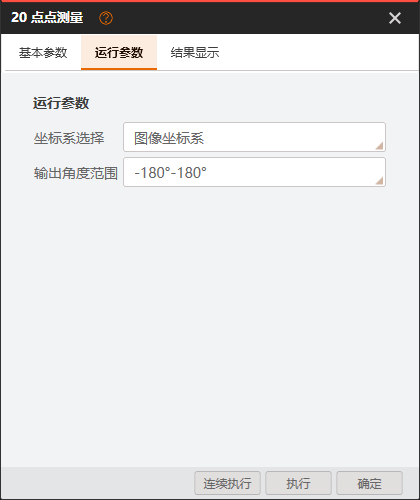 20 点点测量
基本参数 运行参数 结果显示
运行参数
坐标系选择 图像坐标系
输出角度范围 -180°-180°
连续执行 执行 确定